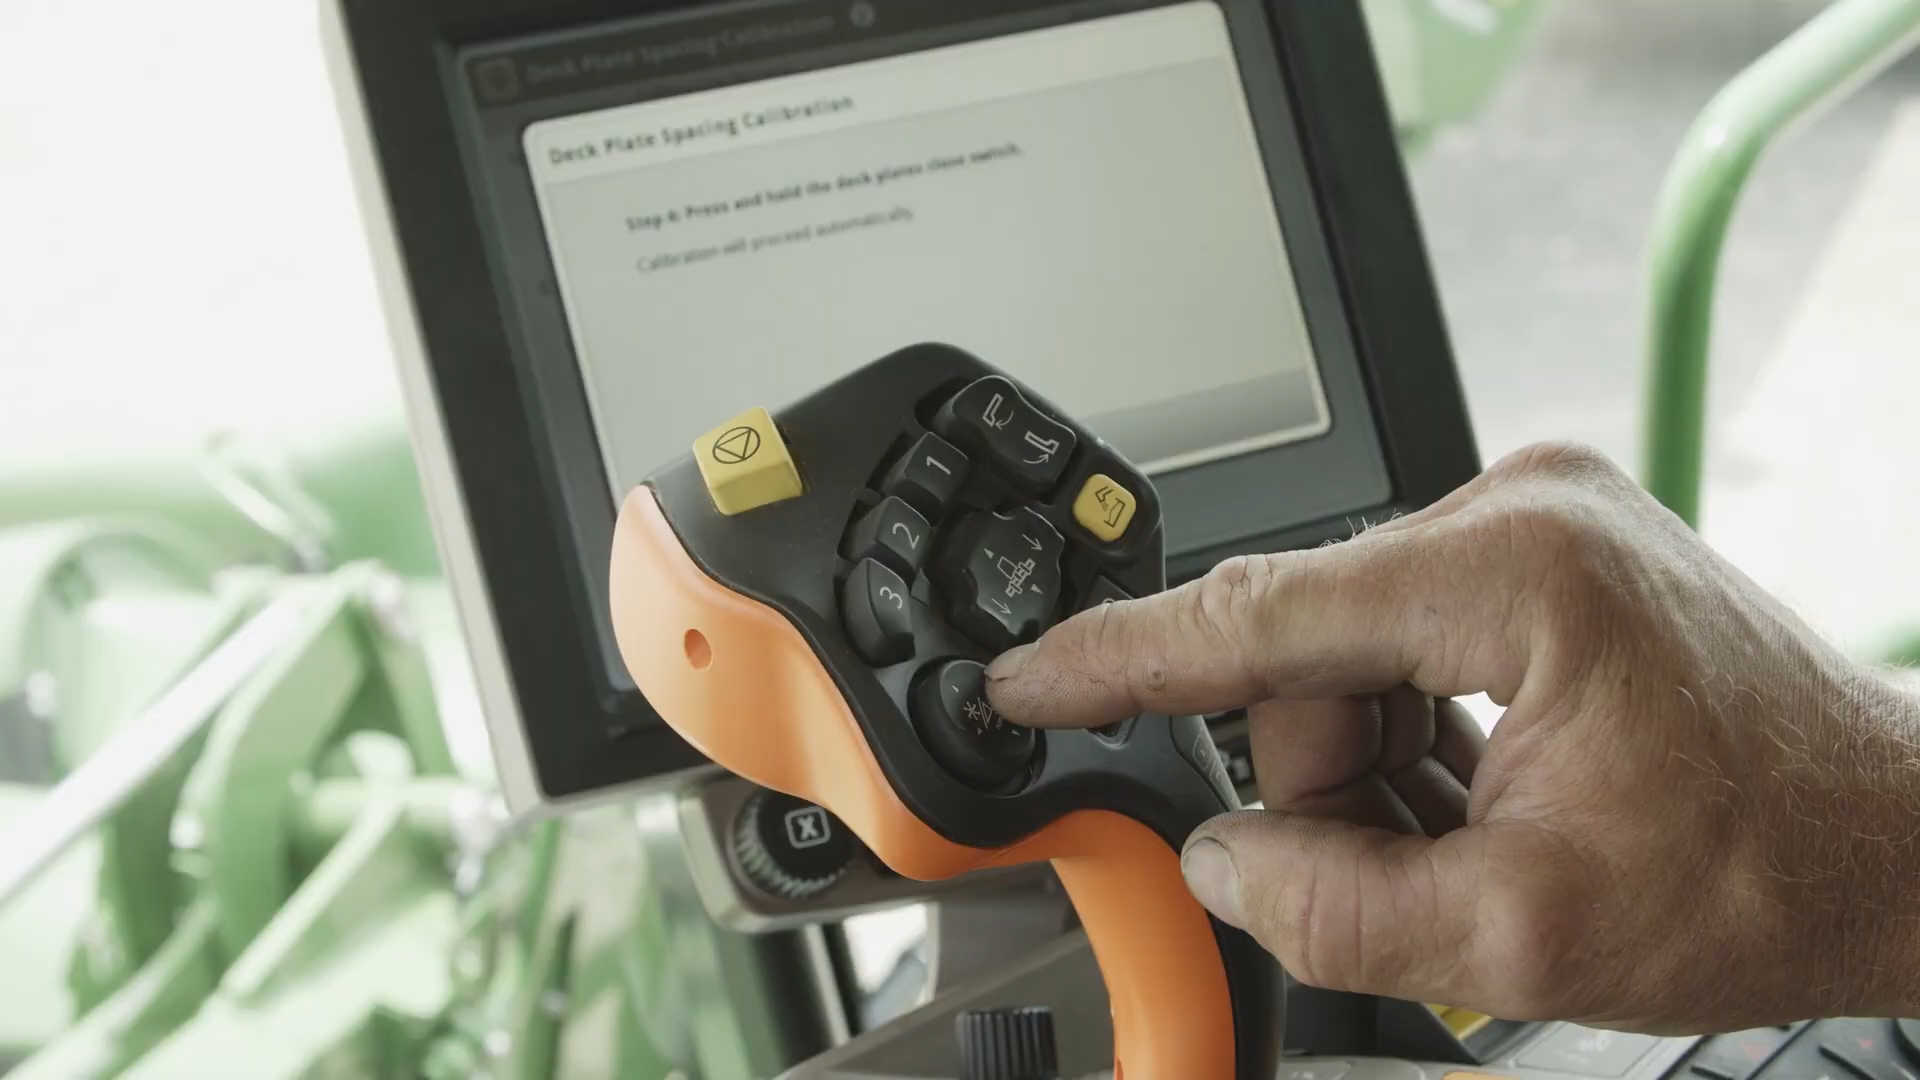 Deck Plate Spacing Calibration
Deck Plate Spacing Calibration
Step 4: Press and hold the deck plates close switch.
Calibration will proceed automatically.
1
2
3
X